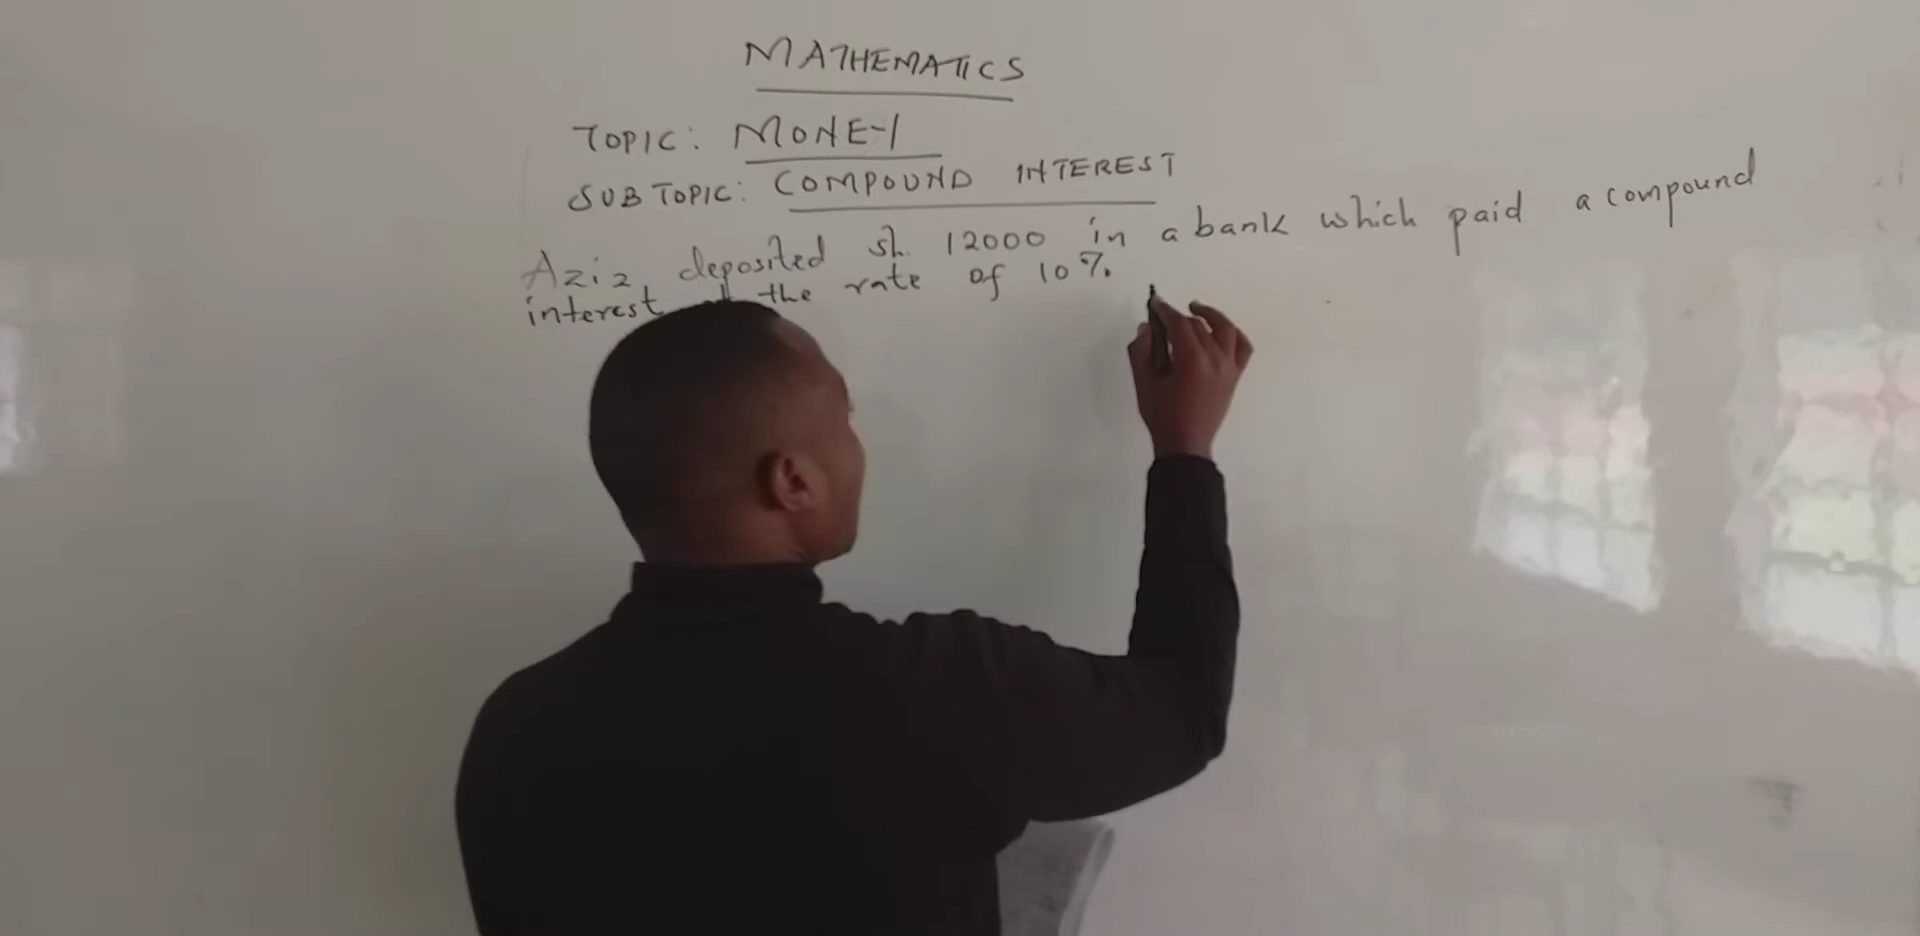 MATHEMATICS
TOPIC: MONEY
SUB TOPIC: COMPOUND INTEREST
Aziz deposited sh. 12000 in a bank which paid a compound
interest the rate of 10%